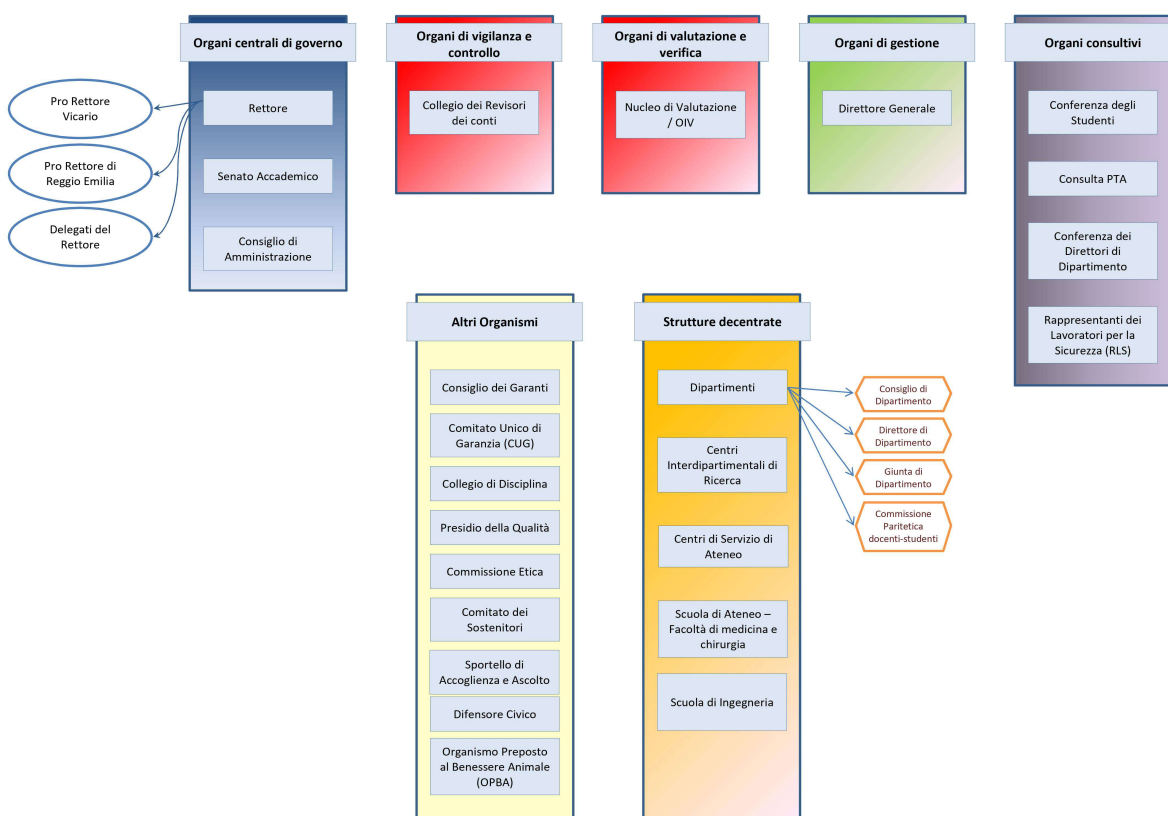 Organi centrali di governo
Rettore
Senato Accademico
Consiglio di
Amministrazione
Pro Rettore
Vicario
Pro Rettore di
Reggio Emilia
Delegati del
Rettore
Organi di vigilanza e
controllo
Collegio dei Revisori
dei conti
Organi di valutazione e
verifica
Nucleo di Valutazione
/ OIV
Organi di gestione
Direttore Generale
Organi consultivi
Conferenza degli
Studenti
Consulta PTA
Conferenza dei
Direttori di
Dipartimento
Rappresentanti dei
Lavoratori per la
Sicurezza (RLS)
Altri Organismi
Consiglio dei Garanti
Comitato Unico di
Garanzia (CUG)
Collegio di Disciplina
Presidio della Qualità
Commissione Etica
Comitato dei
Sostenitori
Sportello di
Accoglienza e Ascolto
Difensore Civico
Organismo Preposto
al Benessere Animale
(OPBA)
Strutture decentrate
Dipartimenti
Centri
Interdipartimentali di
Ricerca
Centri di Servizio di
Ateneo
Scuola di Ateneo –
Facoltà di medicina e
chirurgia
Scuola di Ingegneria
Consiglio di
Dipartimento
Direttore di
Dipartimento
Giunta di
Dipartimento
Commissione
Paritetica
docenti-studenti